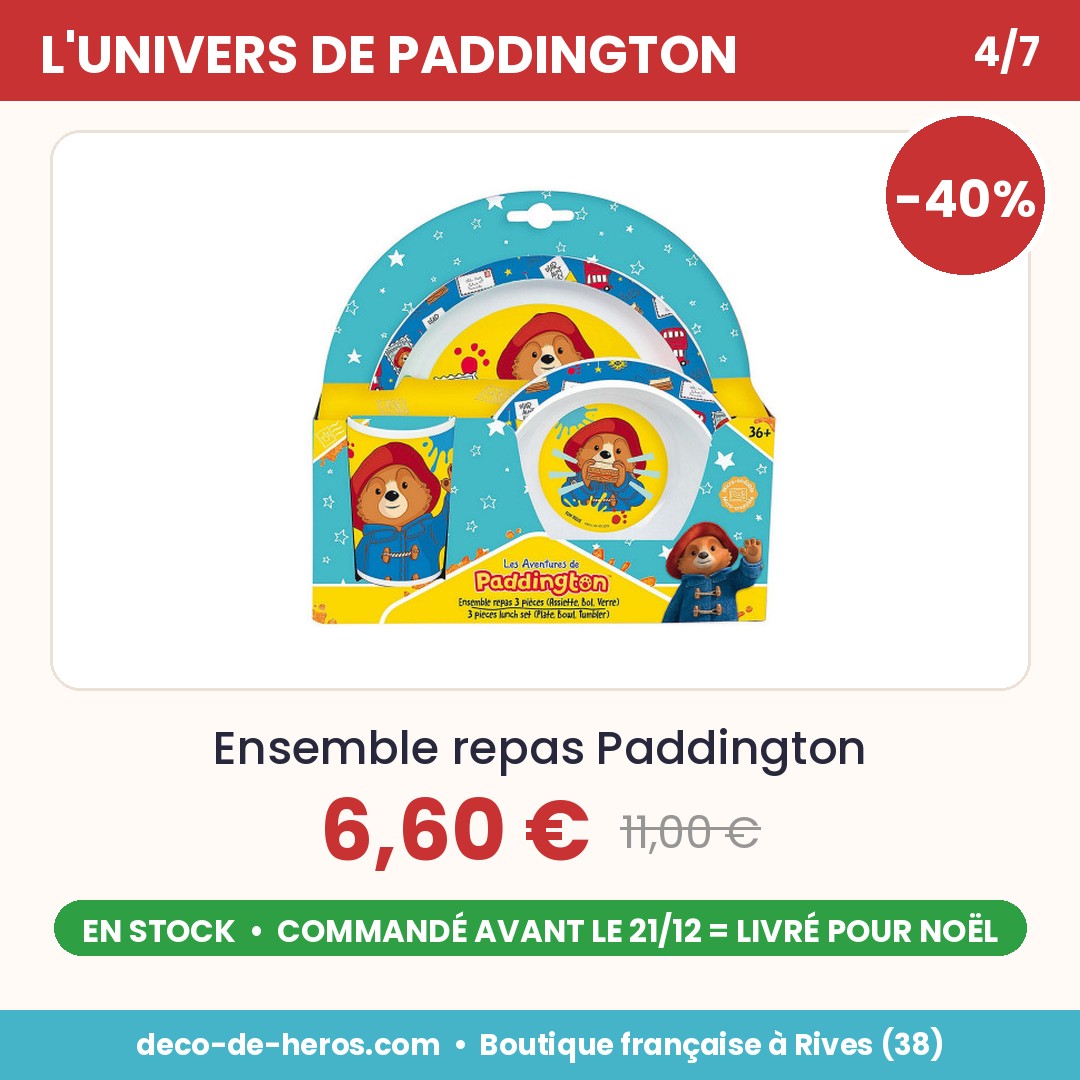 L'UNIVERS DE PADDINGTON
4/7
-40%
36+
Les Aventures de
Paddington
Ensemble repas 3 pièces (Assiette, Bol, Verre)
3 pieces lunch set (Plate, Bowl, Tumbler)
Ensemble repas Paddington
6,60 € 11,00 €
EN STOCK • COMMANDÉ AVANT LE 21/12 = LIVRÉ POUR NOËL
deco-de-heros.com • Boutique française à Rives (38)